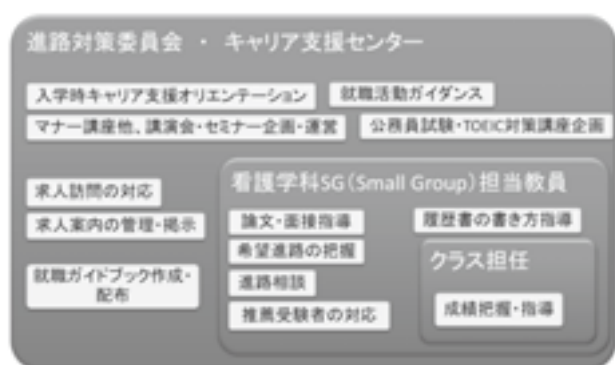 進路対策委員会 ・ キャリア支援センター
入学時キャリア支援オリエンテーション
就職活動ガイダンス
マナー講座他、講演会・セミナー企画・運営
公務員試験・TOEIC対策講座企画
求人訪問の対応
求人案内の管理・掲示
就職ガイドブック作成・
配布
看護学科SG(Small Group)担当教員
論文・面接指導
履歴書の書き方指導
希望進路の把握
進路相談
推薦受験者の対応
クラス担任
成績把握・指導